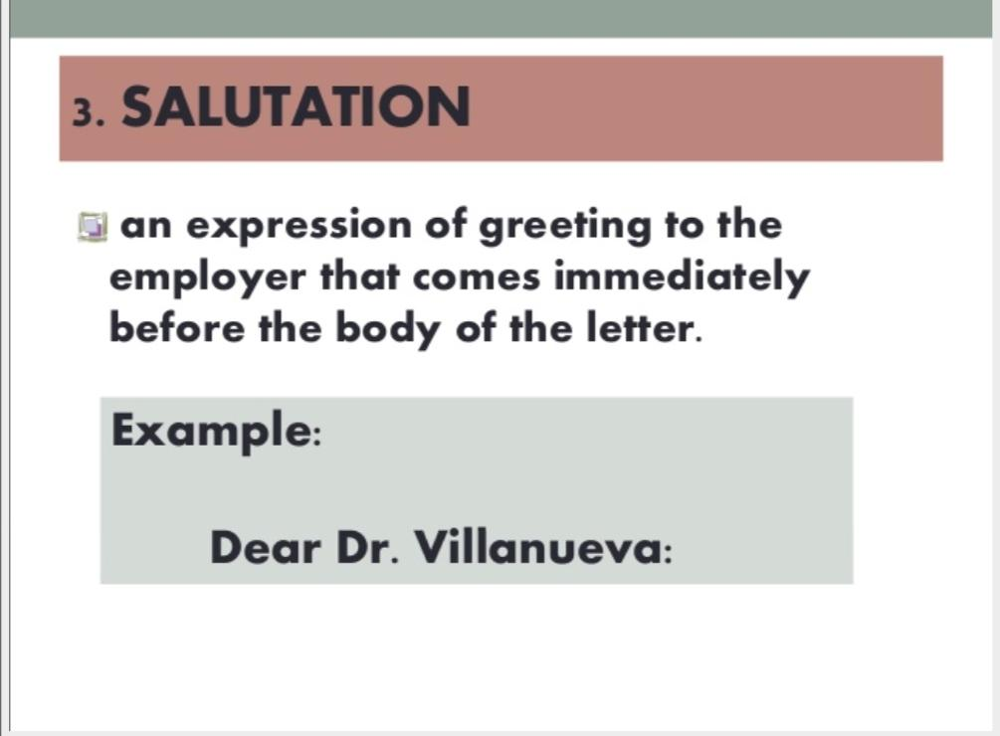 3. SALUTATION
an expression of greeting to the
employer that comes immediately
before the body of the letter.
Example:
Dear Dr. Villanueva: